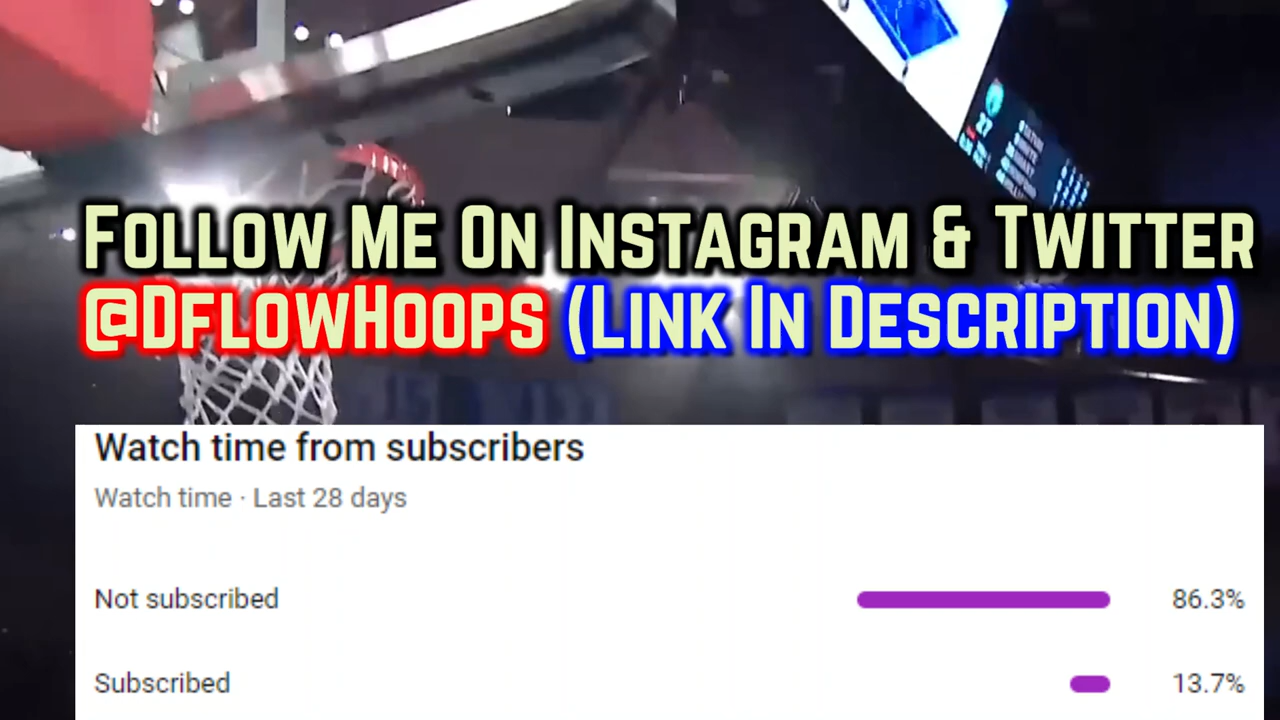 27
Follow Me On Instagram & Twitter
@DflowHoops (Link In Description)
Watch time from subscribers
Watch time · Last 28 days
Not subscribed 86.3%
Subscribed 13.7%